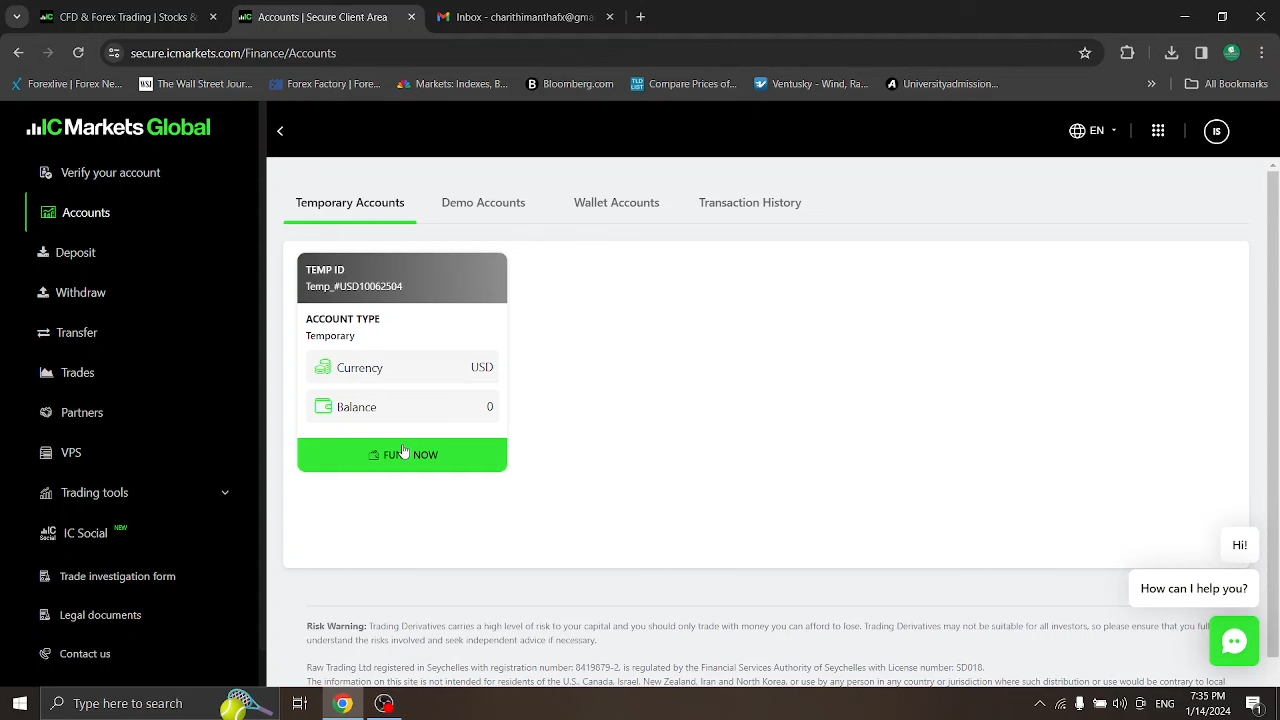 CFD & Forex Trading | Stocks &
Accounts | Secure Client Area
Inbox - charithimanthafx@gma
secure.icmarkets.com/Finance/Accounts
Forexlive | Forex Ne...
The Wall Street Jour...
Forex Factory | Fore...
Markets: Indexes, B...
Bloomberg.com
TLD LIST
Compare Prices of...
Ventusky - Wind, Ra...
Universityadmission...
All Bookmarks
IC Markets Global
EN
IS
Verify your account
Accounts
Deposit
Withdraw
Transfer
Trades
Partners
VPS
Trading tools
IC Social NEW
Trade investigation form
Legal documents
Contact us
Temporary Accounts
Demo Accounts
Wallet Accounts
Transaction History
TEMP ID
Temp_#USD10062504
ACCOUNT TYPE
Temporary
Currency USD
Balance 0
FUND NOW
Hi!
How can I help you?
Risk Warning: Trading Derivatives carries a high level of risk to your capital and you should only trade with money you can afford to lose. Trading Derivatives may not be suitable for all investors, so please ensure that you full
understand the risks involved and seek independent advice if necessary.
Raw Trading Ltd registered in Seychelles with registration number: 8419879-2, is regulated by the Financial Services Authority of Seychelles with License number: SD018.
The information on this site is not intended for residents of the U.S., Canada, Israel, New Zealand, Iran and North Korea, or use by any person in any country or jurisdiction where such distribution or use would be contrary to local
Type here to search
ENG
7:35 PM
1/14/2024